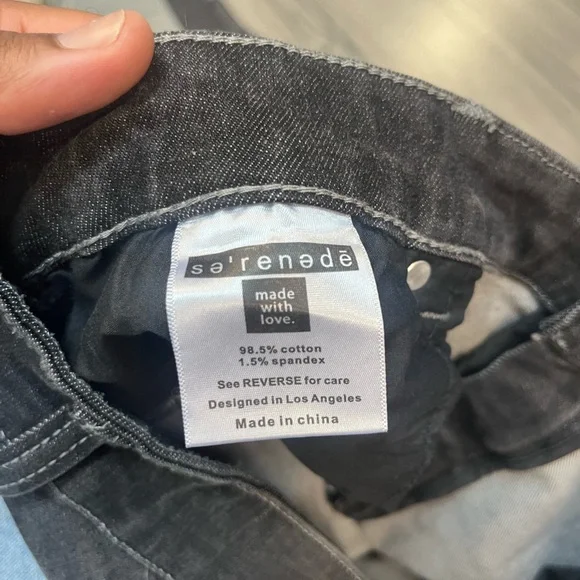 sə'renədē
made
with
love.
98.5% cotton
1.5% spandex
See REVERSE for care
Designed in Los Angeles
Made in china